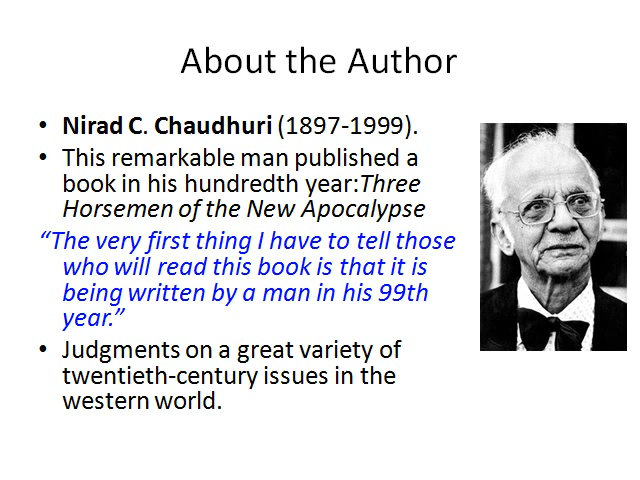 About the Author
• Nirad C. Chaudhuri (1897-1999).
• This remarkable man published a
book in his hundredth year:Three
Horsemen of the New Apocalypse
“The very first thing I have to tell those
who will read this book is that it is
being written by a man in his 99th
year.”
• Judgments on a great variety of
twentieth-century issues in the
western world.